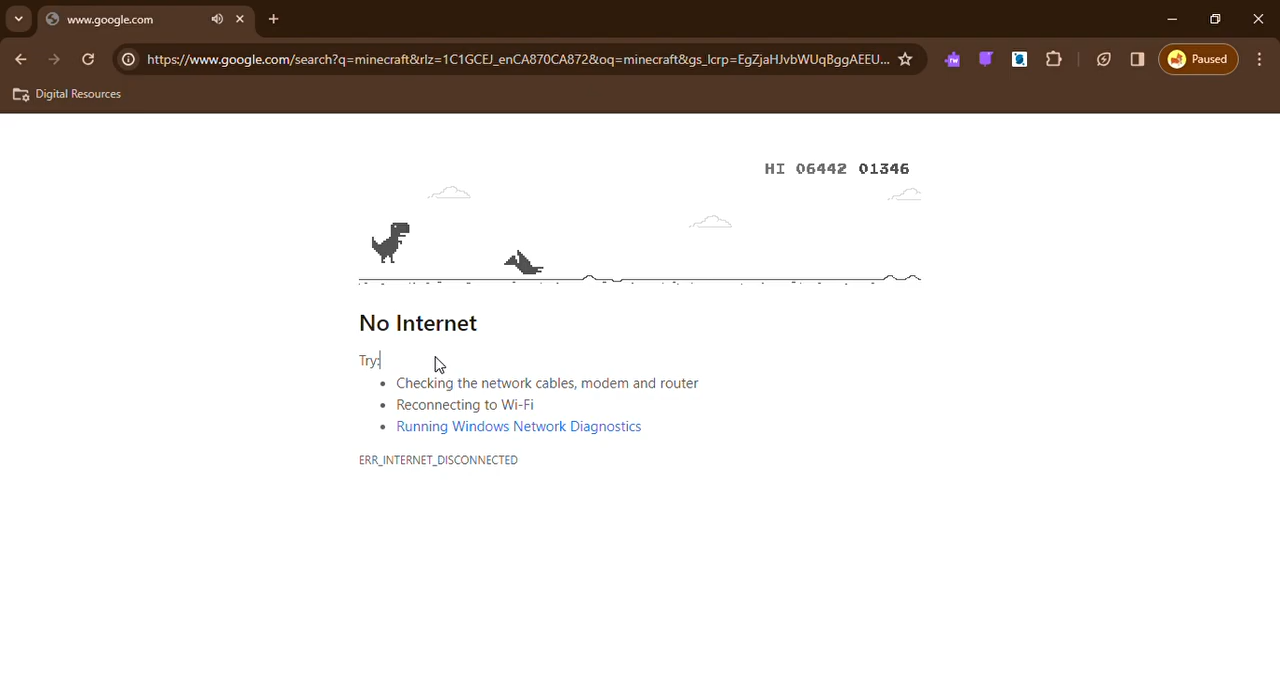 www.google.com
https://www.google.com/search?q=minecraft&rlz=1C1GCEJ_enCA870CA872&oq=minecraft&gs_lcrp=EgZjaHJvbWUqBggAEEU...
rw
Paused
Digital Resources
HI 06442 01346
No Internet
Try:
Checking the network cables, modem and router
Reconnecting to Wi-Fi
Running Windows Network Diagnostics
ERR_INTERNET_DISCONNECTED